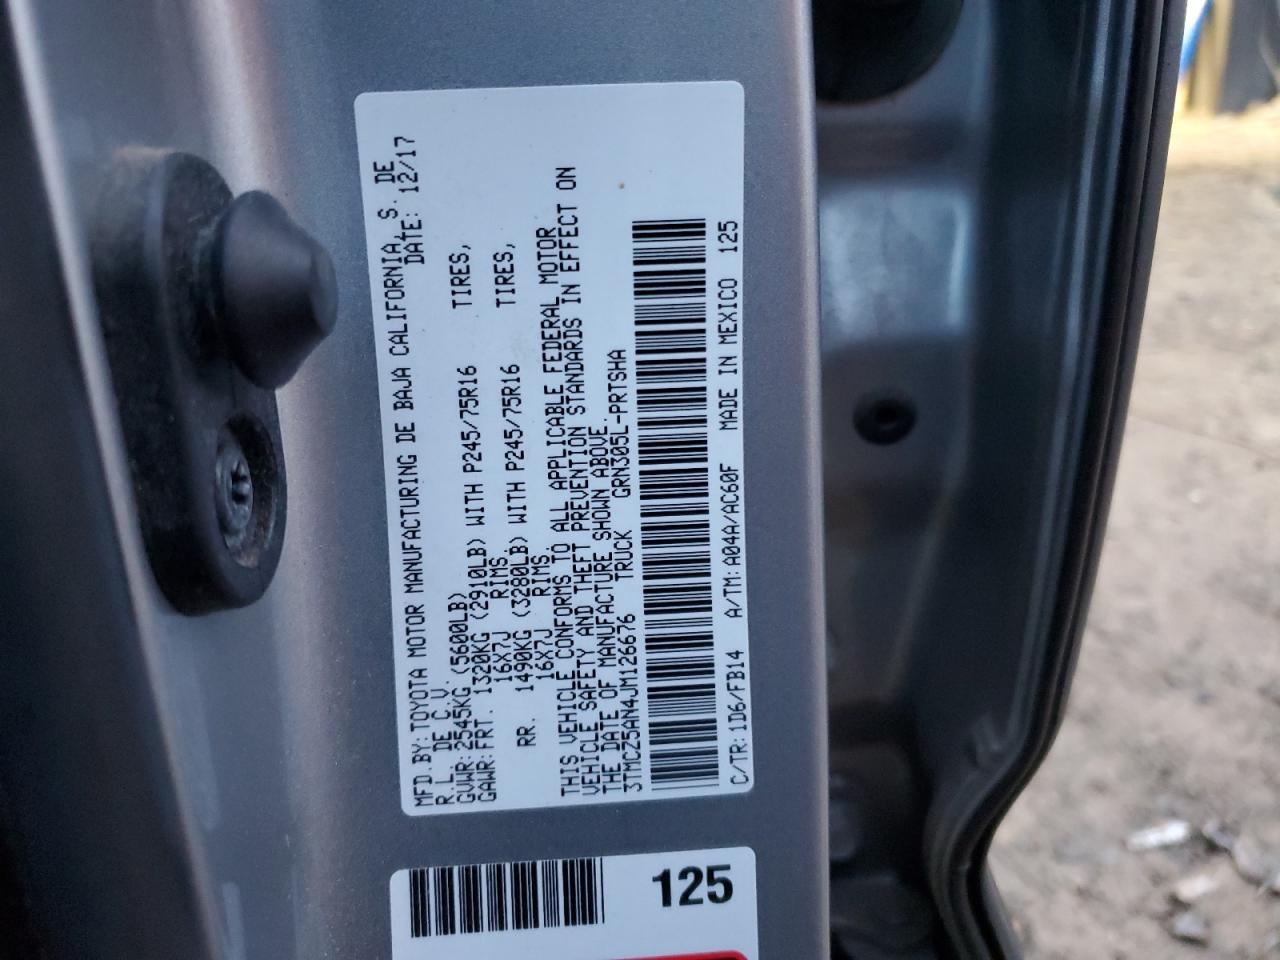 MFD.BY:TOYOTA MOTOR MANUFACTURING DE BAJA CALIFORNIA,S. DE
R.L. DE C.V. DATE: 12/17
GVWR:2545KG (5600LB)
GAWR:FRT. 1320KG (2910LB) WITH P245/75R16 TIRES,
16X7J RIMS.
RR. 1490KG (3280LB) WITH P245/75R16 TIRES,
16X7J RIMS.
THIS VEHICLE CONFORMS TO ALL APPLICABLE FEDERAL MOTOR
VEHICLE SAFETY AND THEFT PREVENTION STANDARDS IN EFFECT ON
THE DATE OF MANUFACTURE SHOWN ABOVE.
3TMCZ5AN4JM126676 TRUCK GRN305L-PRTSHA
C/TR:1D6/FB14 A/TM:A04A/AC60F MADE IN MEXICO 125
125